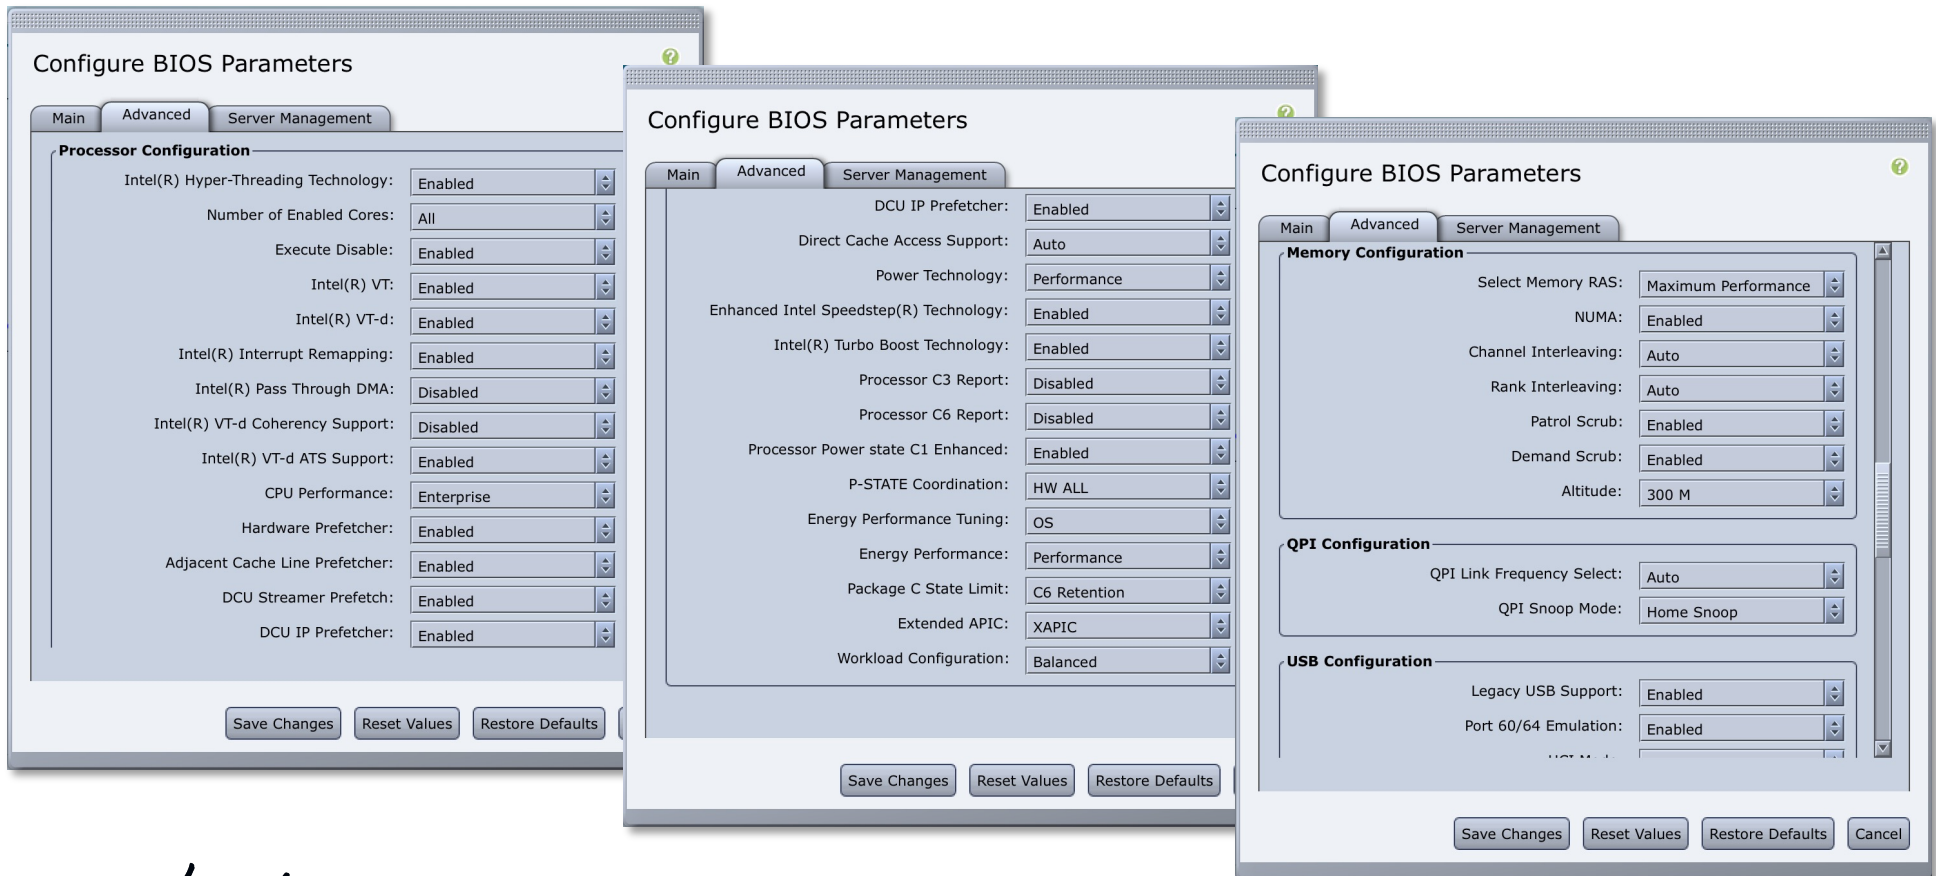 Configure BIOS Parameters
Main Advanced Server Management
Processor Configuration
Intel(R) Hyper-Threading Technology: Enabled
Number of Enabled Cores: All
Execute Disable: Enabled
Intel(R) VT: Enabled
Intel(R) VT-d: Enabled
Intel(R) Interrupt Remapping: Enabled
Intel(R) Pass Through DMA: Disabled
Intel(R) VT-d Coherency Support: Disabled
Intel(R) VT-d ATS Support: Enabled
CPU Performance: Enterprise
Hardware Prefetcher: Enabled
Adjacent Cache Line Prefetcher: Enabled
DCU Streamer Prefetch: Enabled
DCU IP Prefetcher: Enabled
Save Changes Reset Values Restore Defaults
Configure BIOS Parameters
Main Advanced Server Management
DCU IP Prefetcher: Enabled
Direct Cache Access Support: Auto
Power Technology: Performance
Enhanced Intel Speedstep(R) Technology: Enabled
Intel(R) Turbo Boost Technology: Enabled
Processor C3 Report: Disabled
Processor C6 Report: Disabled
Processor Power state C1 Enhanced: Enabled
P-STATE Coordination: HW ALL
Energy Performance Tuning: OS
Energy Performance: Performance
Package C State Limit: C6 Retention
Extended APIC: XAPIC
Workload Configuration: Balanced
Save Changes Reset Values Restore Defaults
Configure BIOS Parameters
Main Advanced Server Management
Memory Configuration
Select Memory RAS: Maximum Performance
NUMA: Enabled
Channel Interleaving: Auto
Rank Interleaving: Auto
Patrol Scrub: Enabled
Demand Scrub: Enabled
Altitude: 300 M
QPI Configuration
QPI Link Frequency Select: Auto
QPI Snoop Mode: Home Snoop
USB Configuration
Legacy USB Support: Enabled
Port 60/64 Emulation: Enabled
Save Changes Reset Values Restore Defaults Cancel